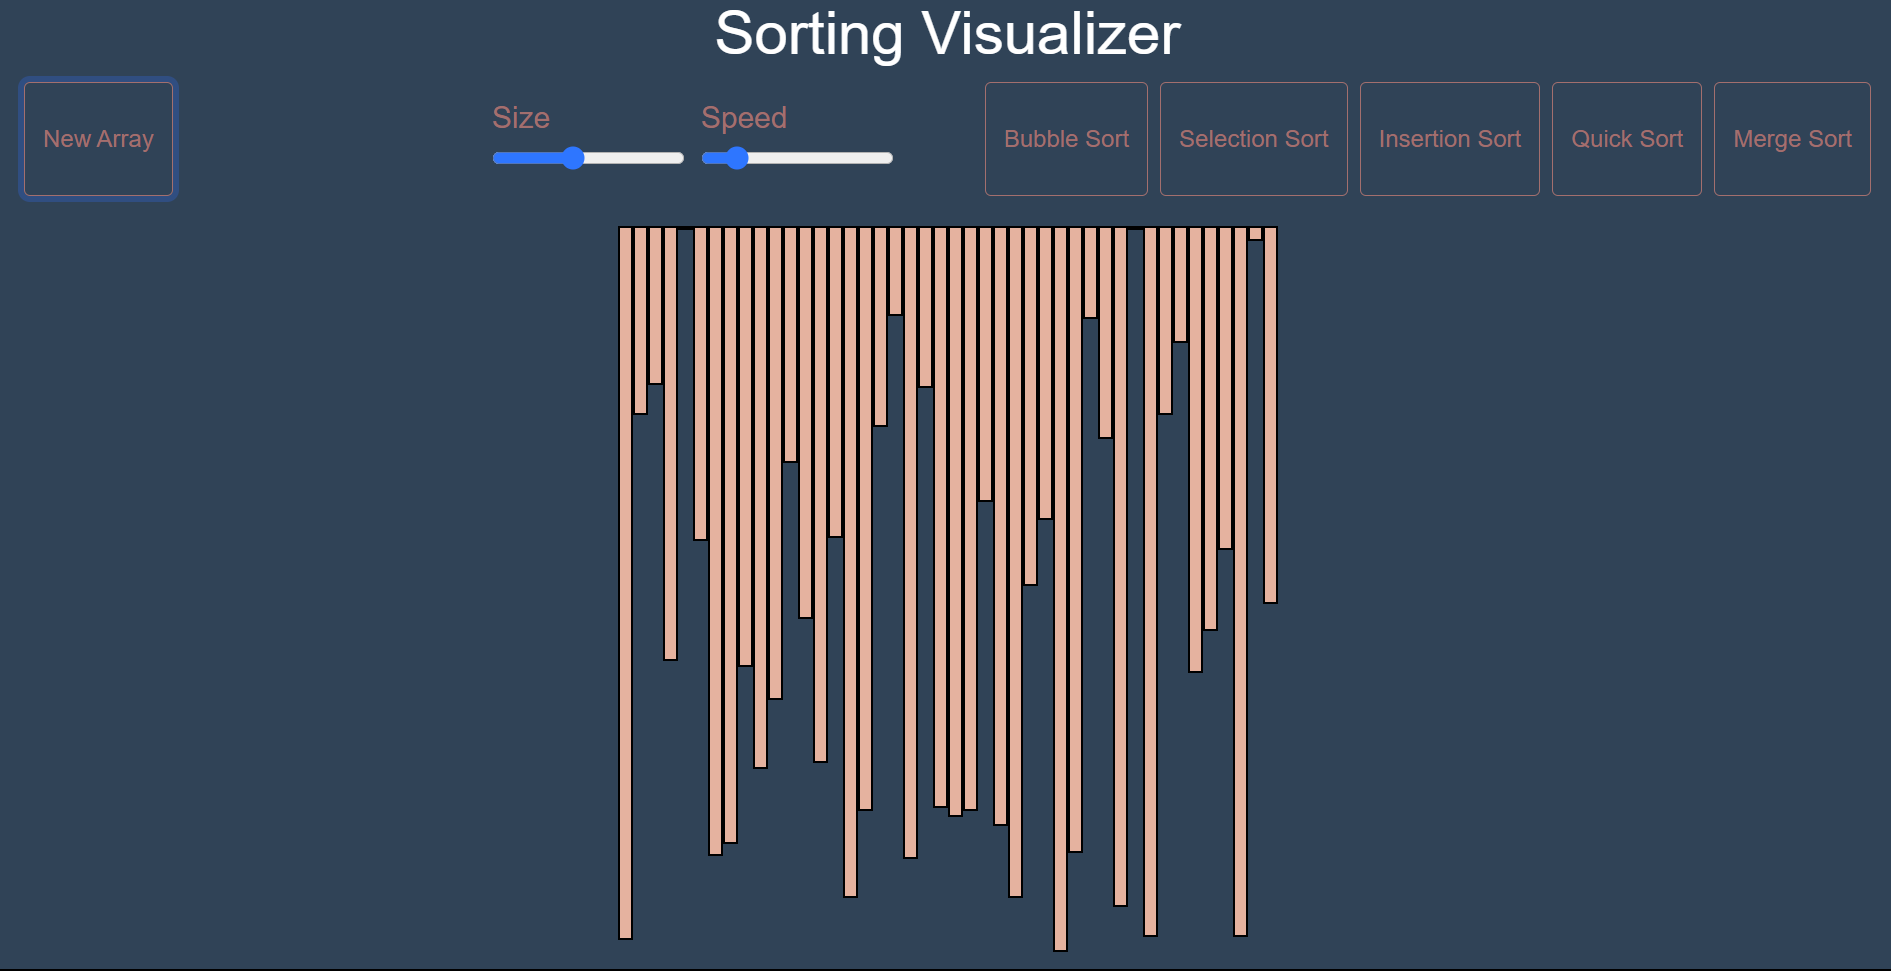 Sorting Visualizer
New Array
Size
Speed
Bubble Sort
Selection Sort
Insertion Sort
Quick Sort
Merge Sort